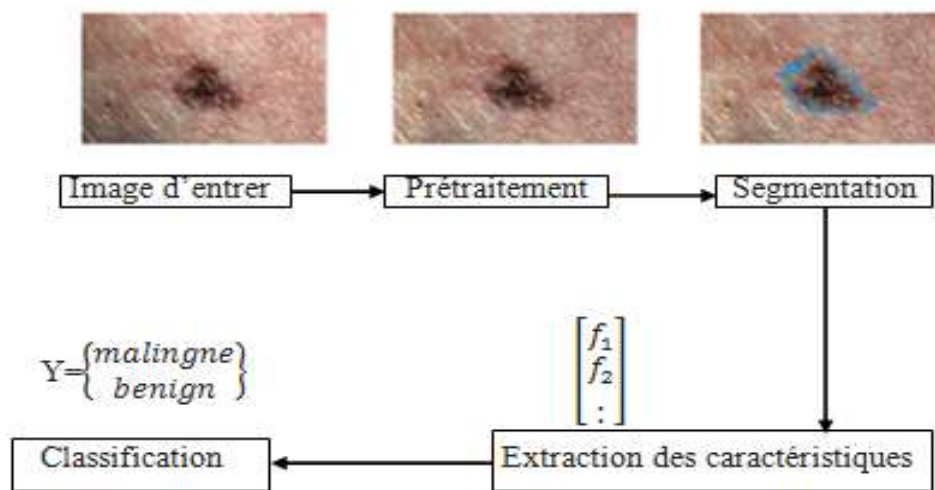 Image d'entrer
Prétraitement
Segmentation
Y={malingne
benign}
[f1
f2
:]
Classification
Extraction des caractéristiques